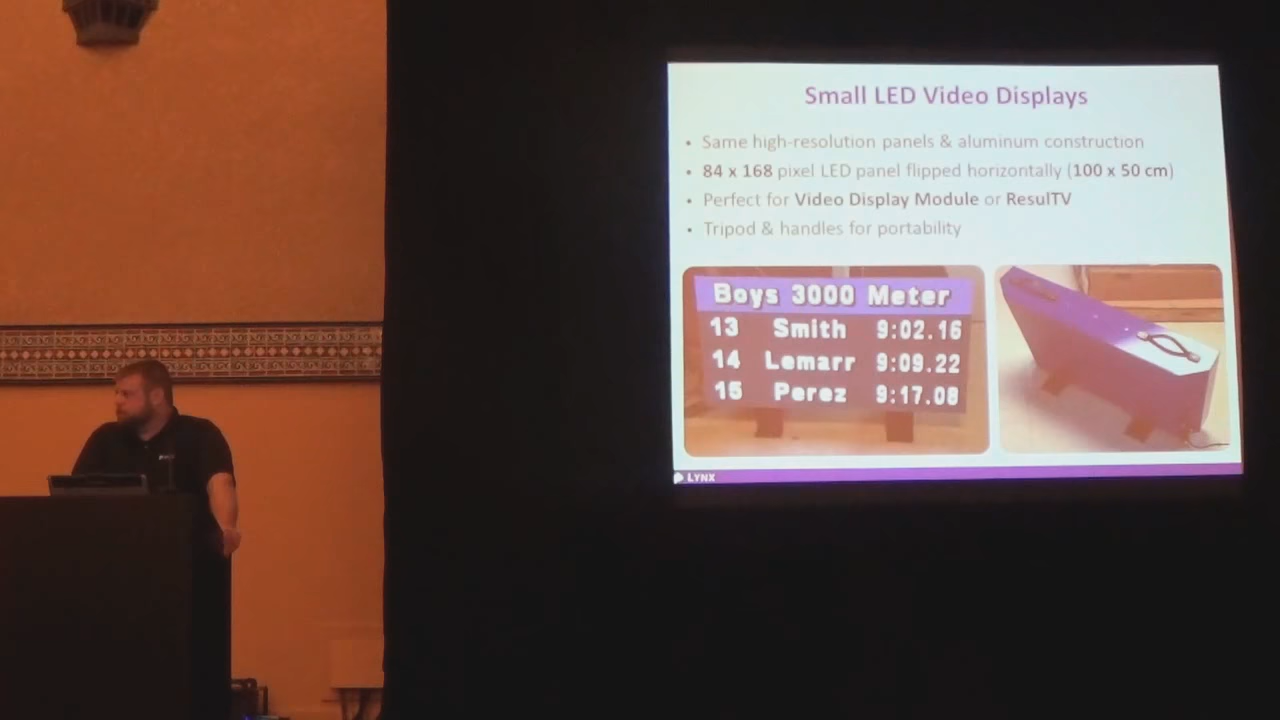 Small LED Video Displays
• Same high-resolution panels & aluminum construction
• 84 x 168 pixel LED panel flipped horizontally (100 x 50 cm)
• Perfect for Video Display Module or ResulTV
• Tripod & handles for portability
Boys 3000 Meter
13 Smith 9:02.16
14 Lemarr 9:09.22
15 Perez 9:17.08
LYNX